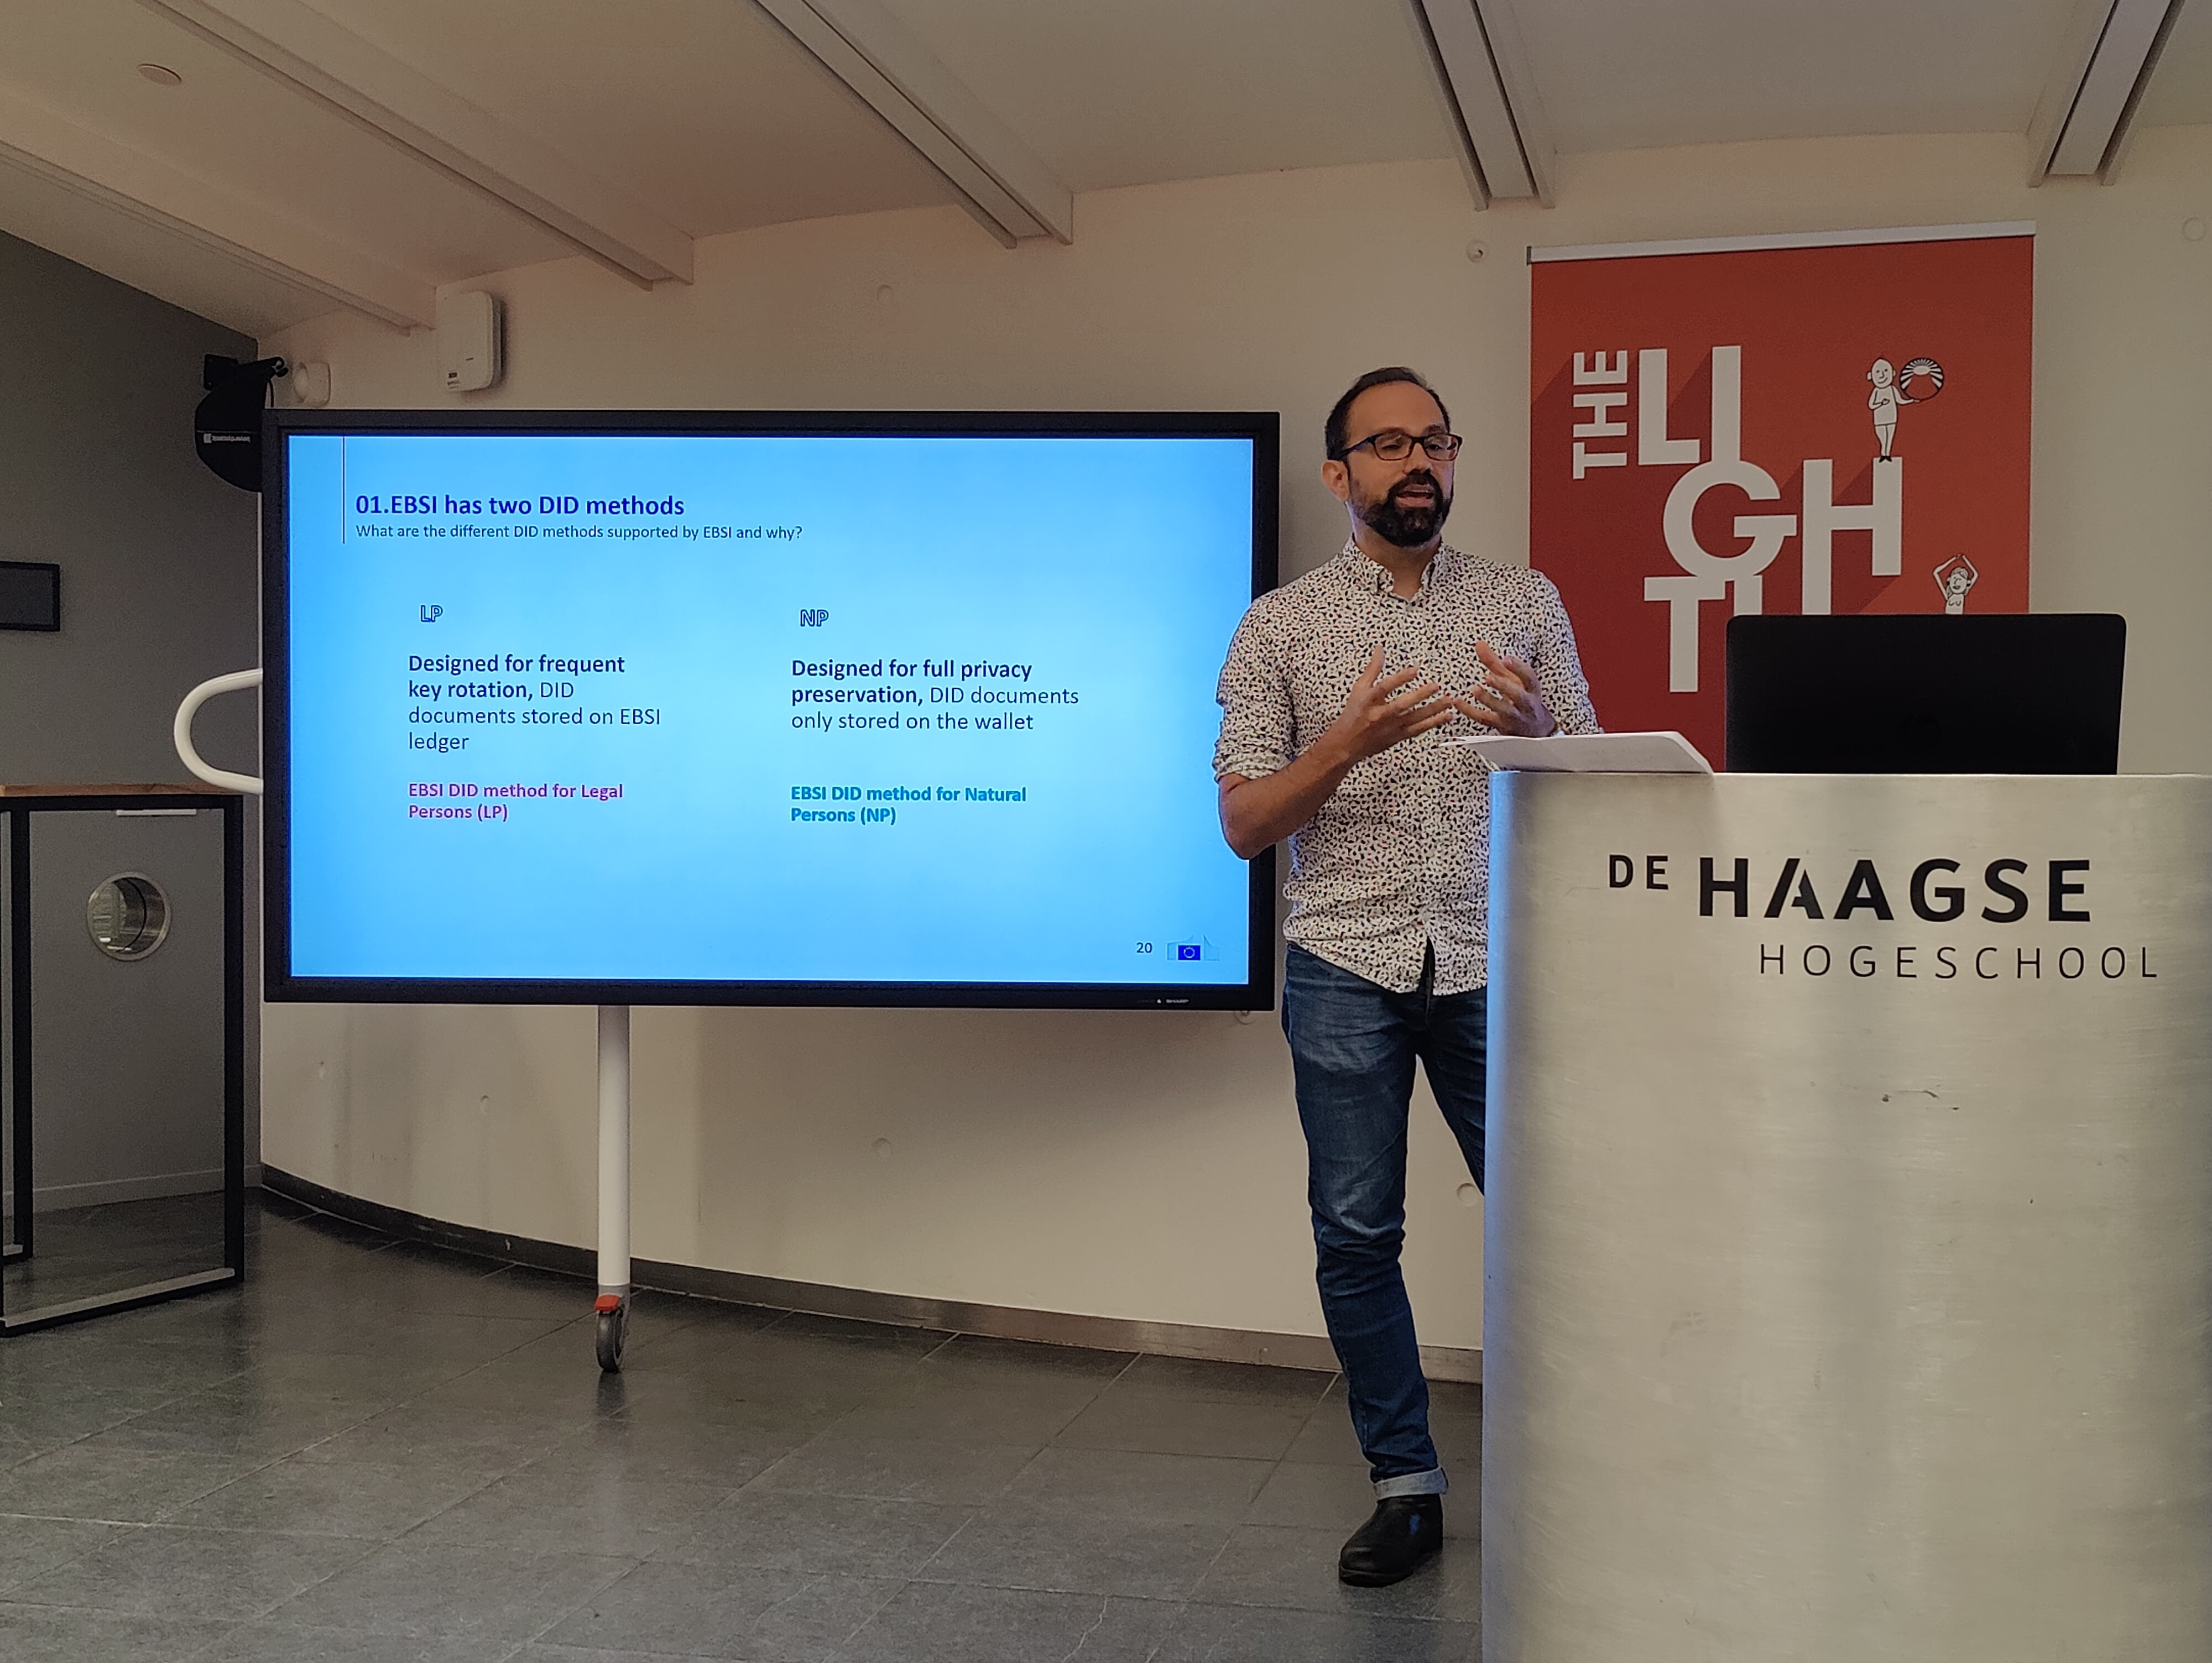 01.EBSI has two DID methods
What are the different DID methods supported by EBSI and why?
LP
Designed for frequent
key rotation, DID
documents stored on EBSI
ledger
EBSI DID method for Legal
Persons (LP)
NP
Designed for full privacy
preservation, DID documents
only stored on the wallet
EBSI DID method for Natural
Persons (NP)
20
THE
LI
GH
DE HAAGSE
HOGESCHOOL